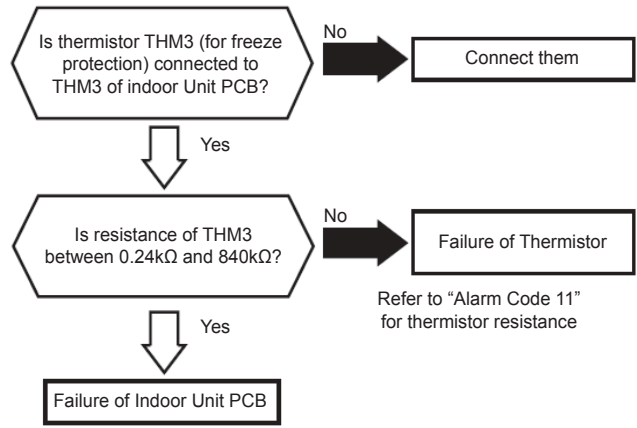 Is thermistor THM3 (for freeze
protection) connected to
THM3 of indoor Unit PCB?
No
Connect them
Yes
Is resistance of THM3
between 0.24kΩ and 840kΩ?
No
Failure of Thermistor
Refer to “Alarm Code 11”
for thermistor resistance
Yes
Failure of Indoor Unit PCB